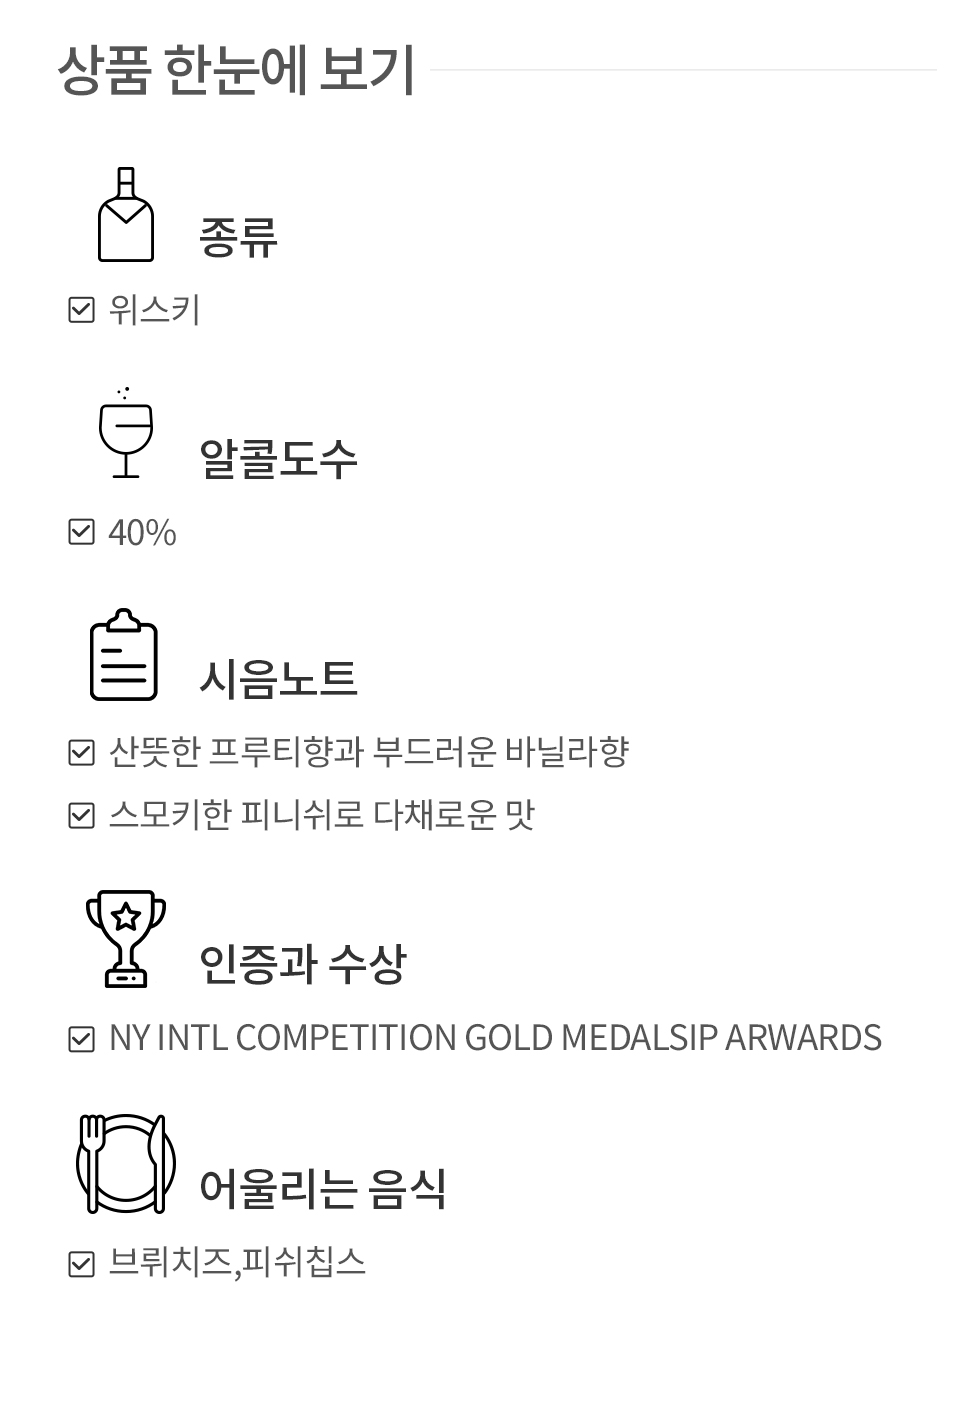 상품 한눈에 보기
종류
위스키
알콜도수
40%
시음노트
산뜻한 프루티향과 부드러운 바닐라향
스모키한 피니쉬로 다채로운 맛
인증과 수상
NY INTL COMPETITION GOLD MEDALSIP ARWARDS
어울리는 음식
브뤼치즈,피쉬칩스